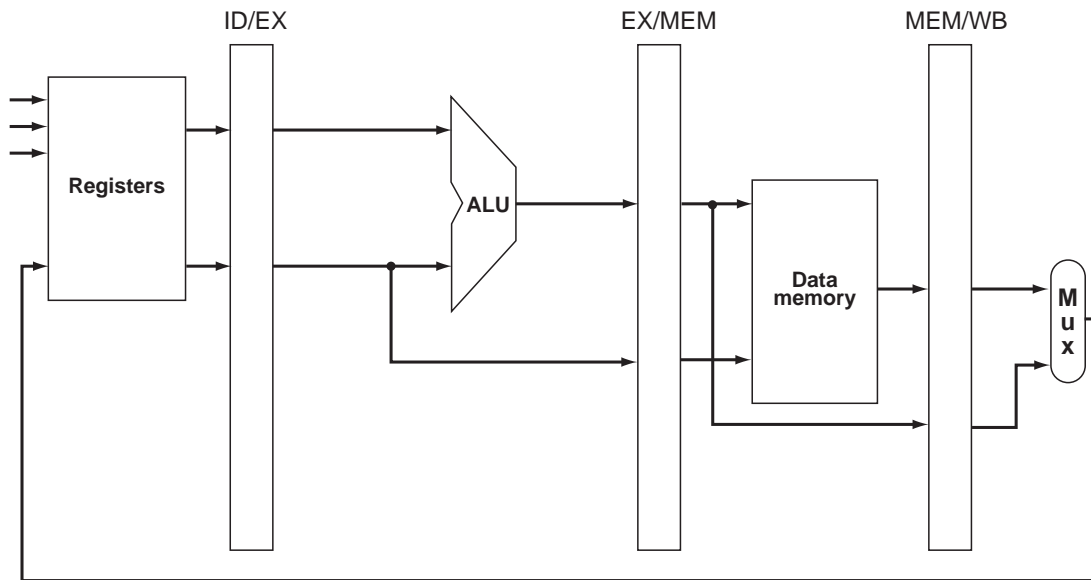 ID/EX
EX/MEM
MEM/WB
Registers
ALU
Data
memory
M
u
x